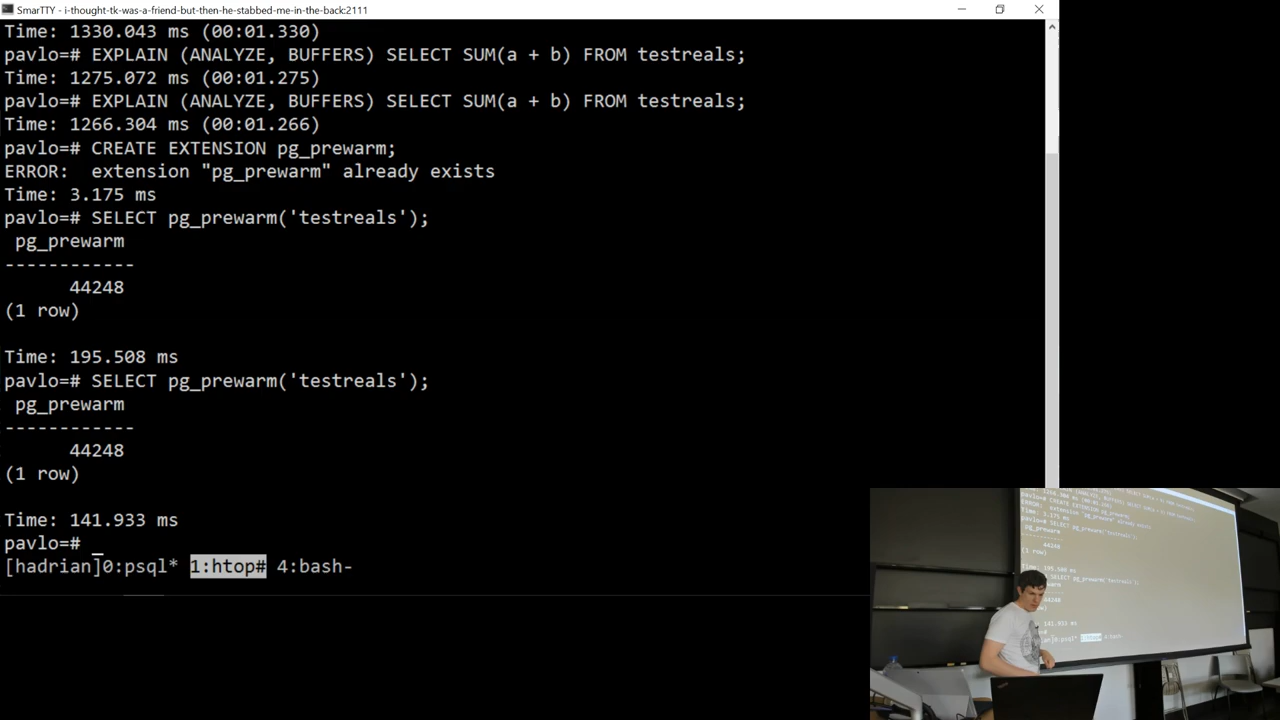 SmarTTY - i-thought-tk-was-a-friend-but-then-he-stabbed-me-in-the-back:2111
Time: 1330.043 ms (00:01.330)
pavlo=# EXPLAIN (ANALYZE, BUFFERS) SELECT SUM(a + b) FROM testreals;
Time: 1275.072 ms (00:01.275)
pavlo=# EXPLAIN (ANALYZE, BUFFERS) SELECT SUM(a + b) FROM testreals;
Time: 1266.304 ms (00:01.266)
pavlo=# CREATE EXTENSION pg_prewarm;
ERROR:  extension "pg_prewarm" already exists
Time: 3.175 ms
pavlo=# SELECT pg_prewarm('testreals');
 pg_prewarm
------------
      44248
(1 row)
Time: 195.508 ms
pavlo=# SELECT pg_prewarm('testreals');
 pg_prewarm
------------
      44248
(1 row)
Time: 141.933 ms
pavlo=# _
[hadrian]0:psql* 1:htop# 4:bash-